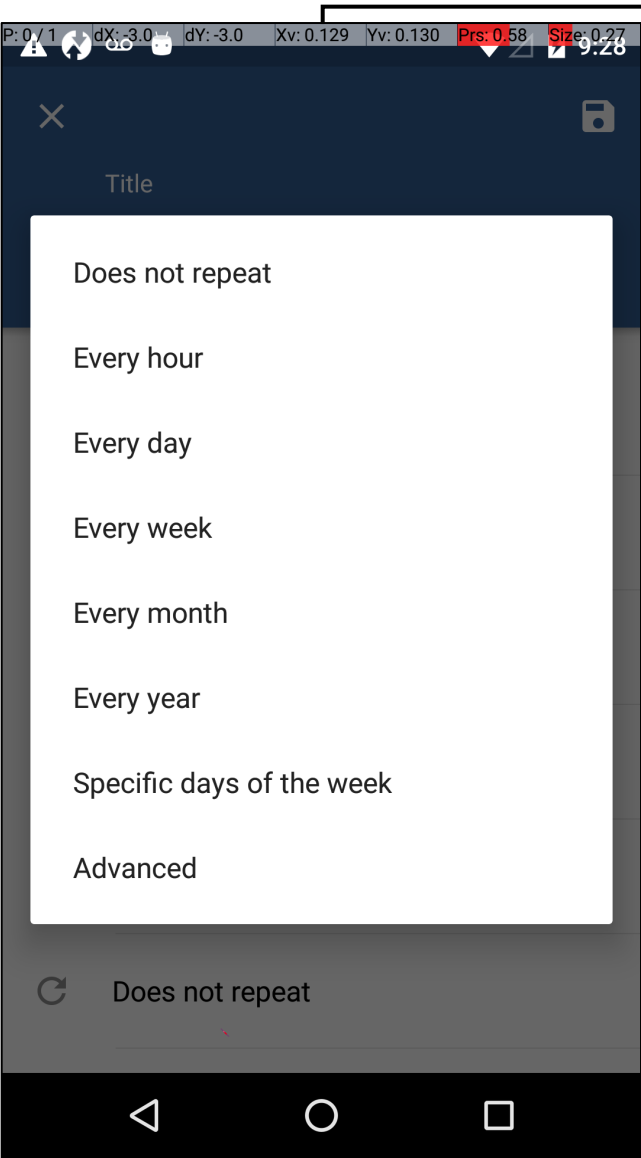 P: 0 / 1 dX: -3.0 dY: -3.0 Xv: 0.129 Yv: 0.130 Prs: 0.58 Size: 0.27
9:28
Title
Does not repeat
Every hour
Every day
Every week
Every month
Every year
Specific days of the week
Advanced
Does not repeat